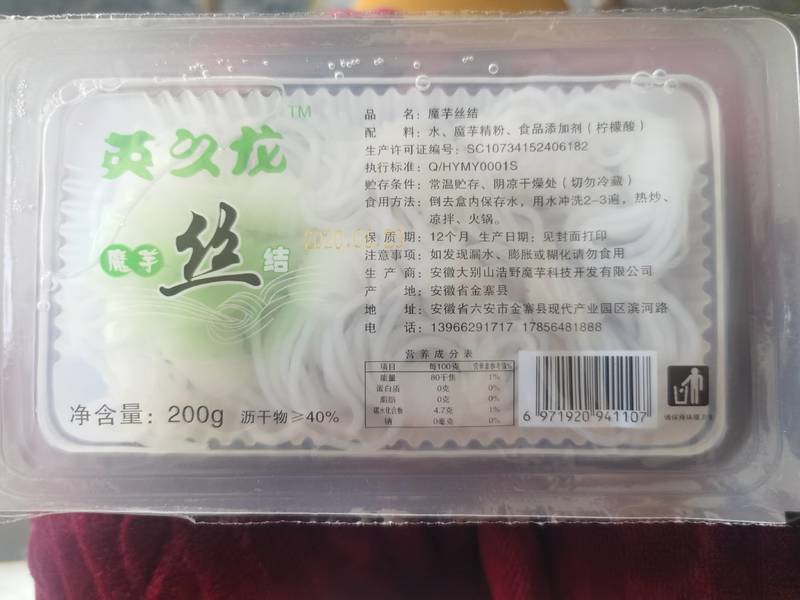 英久龙 TM
魔芋 丝 结
净含量：200g 沥干物≥40%
品 名：魔芋丝结
配 料：水、魔芋精粉、食品添加剂（柠檬酸）
生产许可证编号：SC10734152406182
执行标准：Q/HYMY0001S
贮存条件：常温贮存、阴凉干燥处（切勿冷藏）
食用方法：倒去盒内保存水，用水冲洗2-3遍，热炒、
凉拌、火锅。
保 质 期：12个月 生产日期：见封面打印
注意事项：如发现漏水、膨胀或糊化请勿食用
生 产 商：安徽大别山浩野魔芋科技开发有限公司
产 地：安徽省金寨县
地 址：安徽省六安市金寨县现代产业园区滨河路
电 话：13966291717 17856481888
营养成分表
项目 每100克 营养素参考值%
能量 80千焦 1%
蛋白质 0克 0%
脂肪 0克 0%
碳水化合物 4.7克 1%
钠 0毫克 0%
6 971920 941107